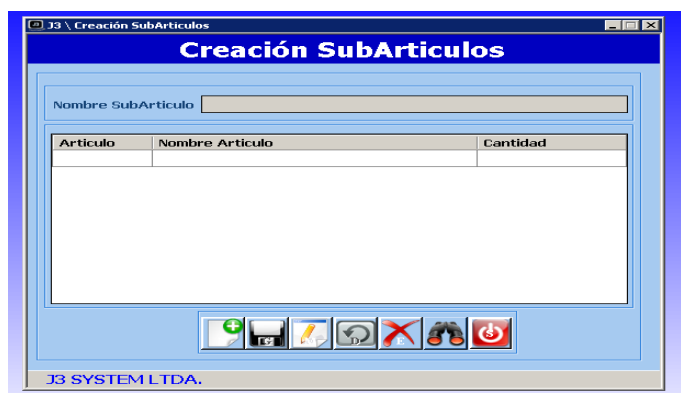 J3 \ Creación SubArticulos
Creación SubArticulos
Nombre SubArticulo
Articulo Nombre Articulo Cantidad
J3 SYSTEM LTDA.